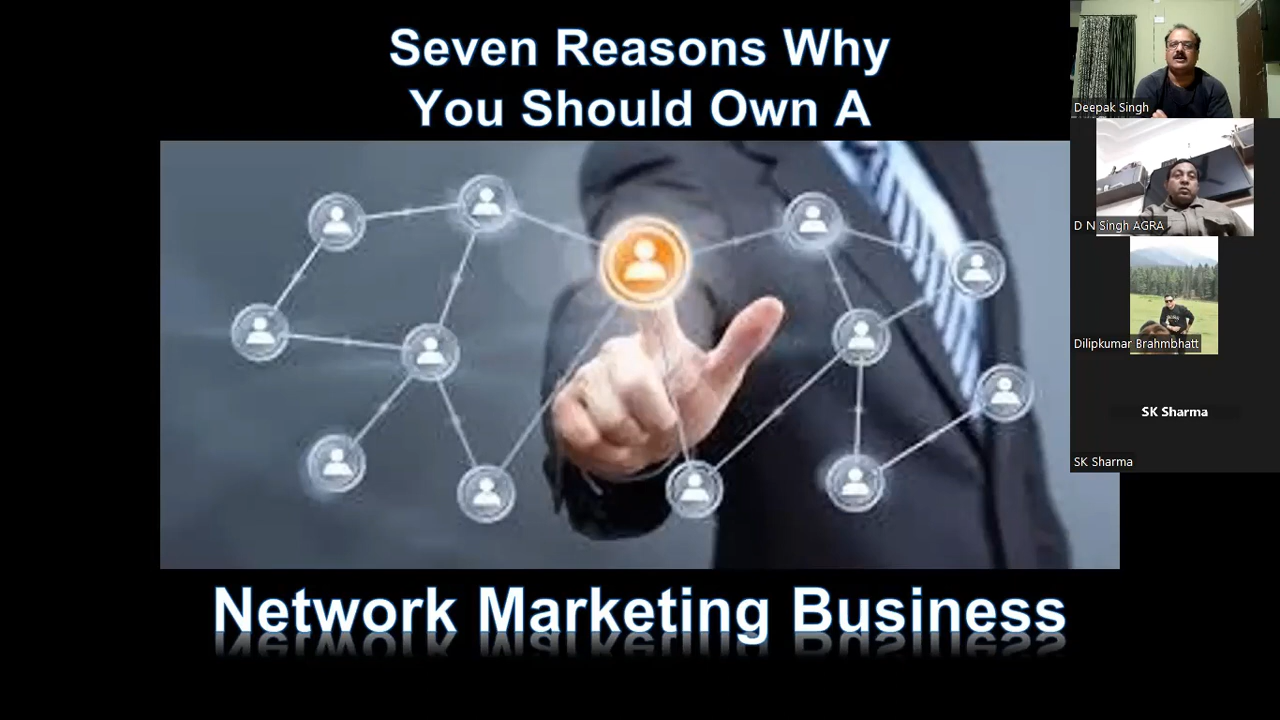 Seven Reasons Why
You Should Own A
Network Marketing Business
Deepak Singh
D N Singh AGRA
Dilipkumar Brahmbhatt
SK Sharma
SK Sharma